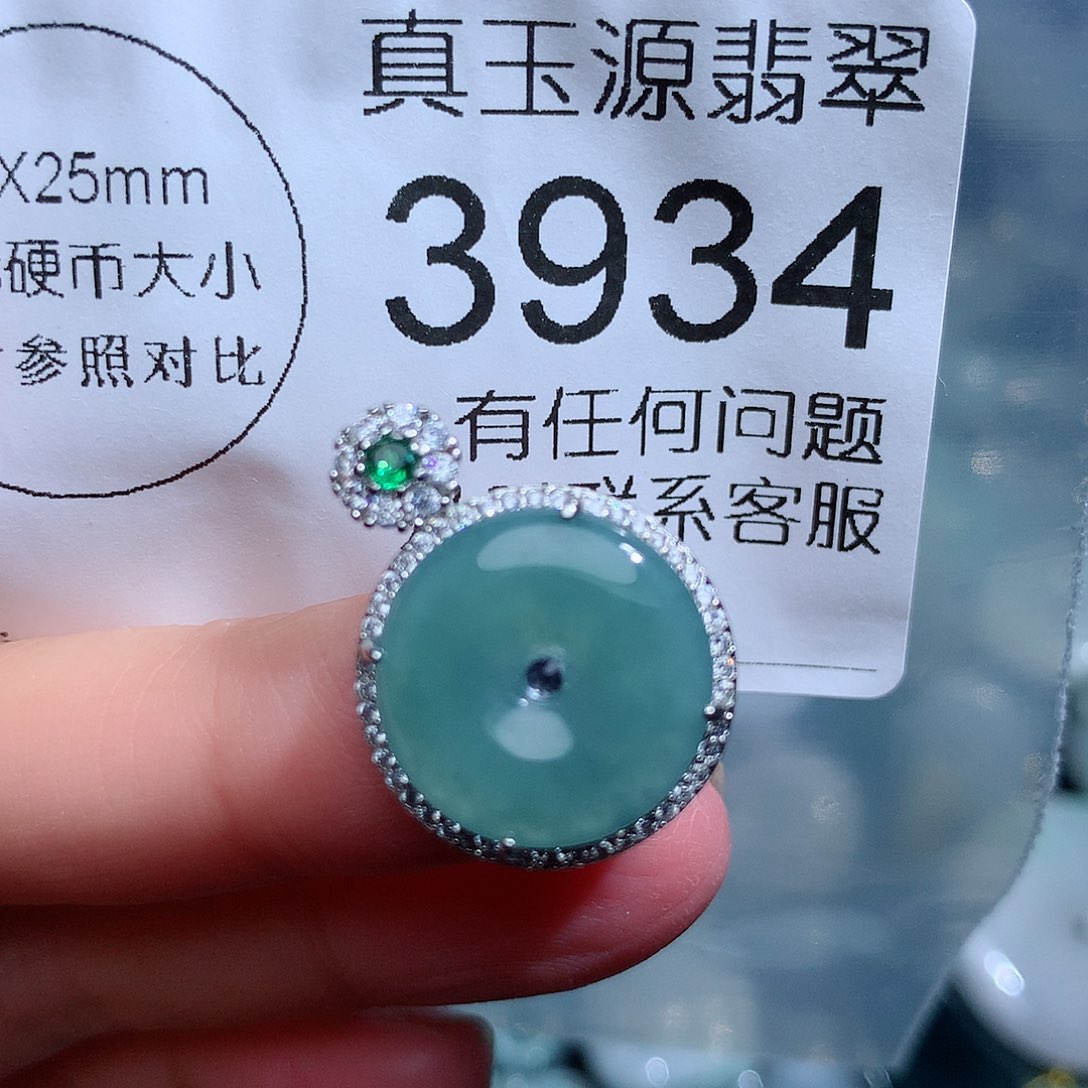 真玉源翡翠
X25mm
3934
硬币大小
参照对比
有任何问题
系客服